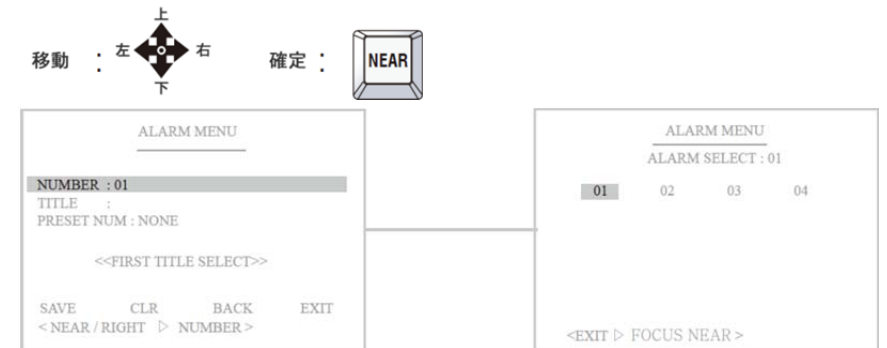 上
移動 : 左 右 確定 : NEAR
下
ALARM MENU
NUMBER : 01
TITLE :
PRESET NUM : NONE
<<FIRST TITLE SELECT>>
SAVE CLR BACK EXIT
< NEAR / RIGHT ▷ NUMBER >
ALARM MENU
ALARM SELECT : 01
01 02 03 04
<EXIT ▷ FOCUS NEAR >